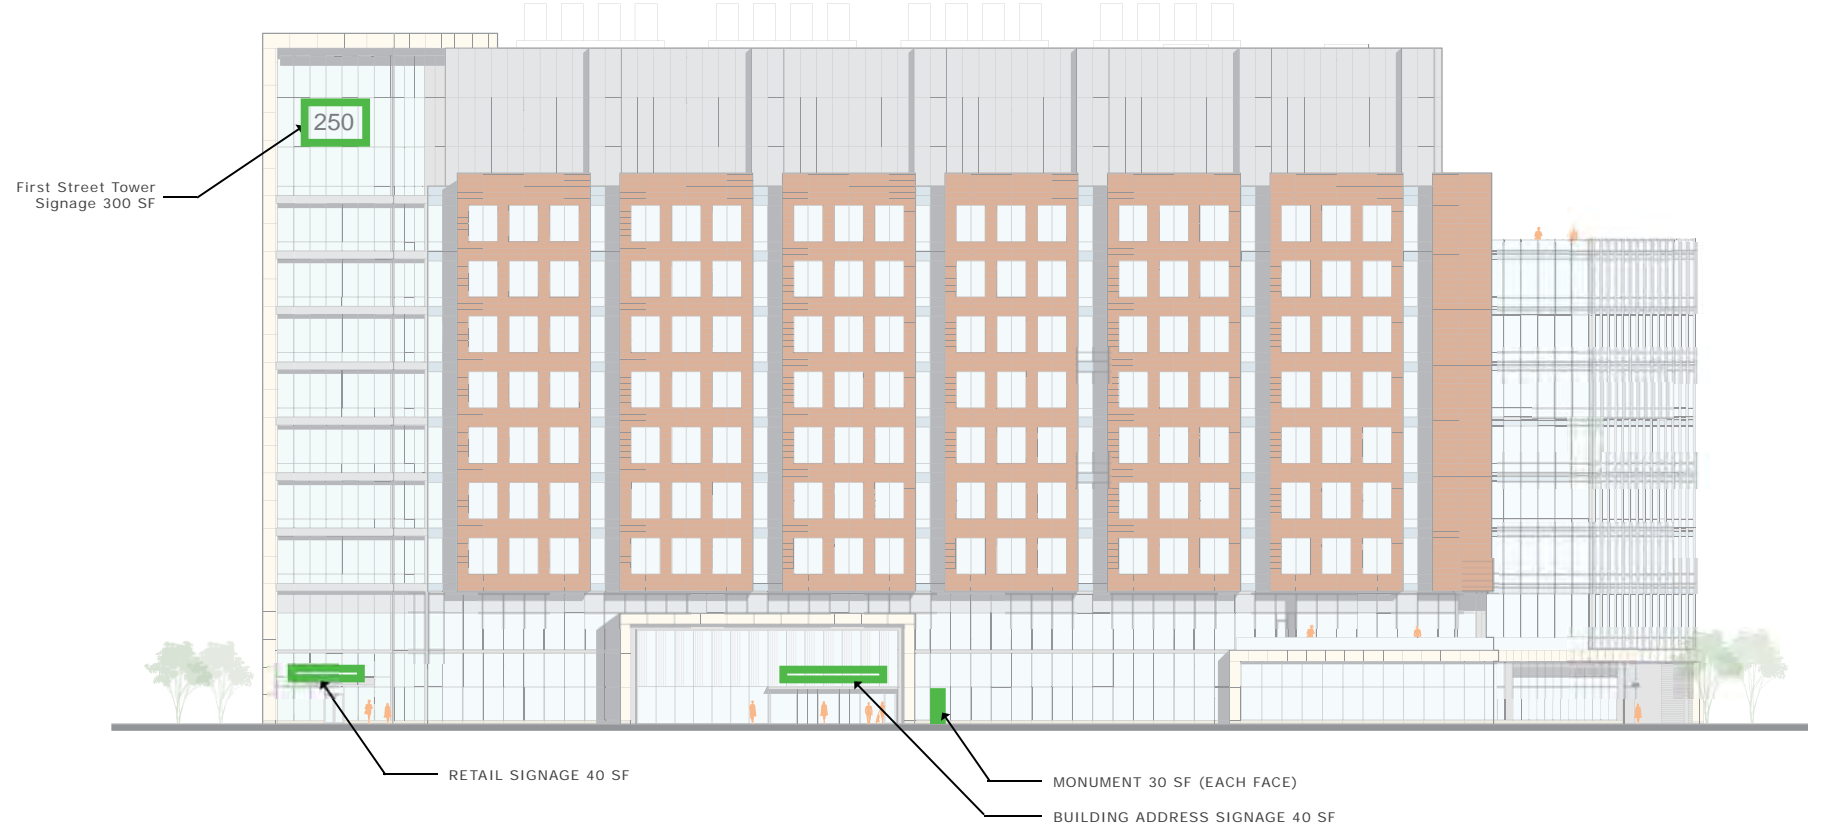 250
First Street Tower
Signage 300 SF
RETAIL SIGNAGE 40 SF
MONUMENT 30 SF (EACH FACE)
BUILDING ADDRESS SIGNAGE 40 SF